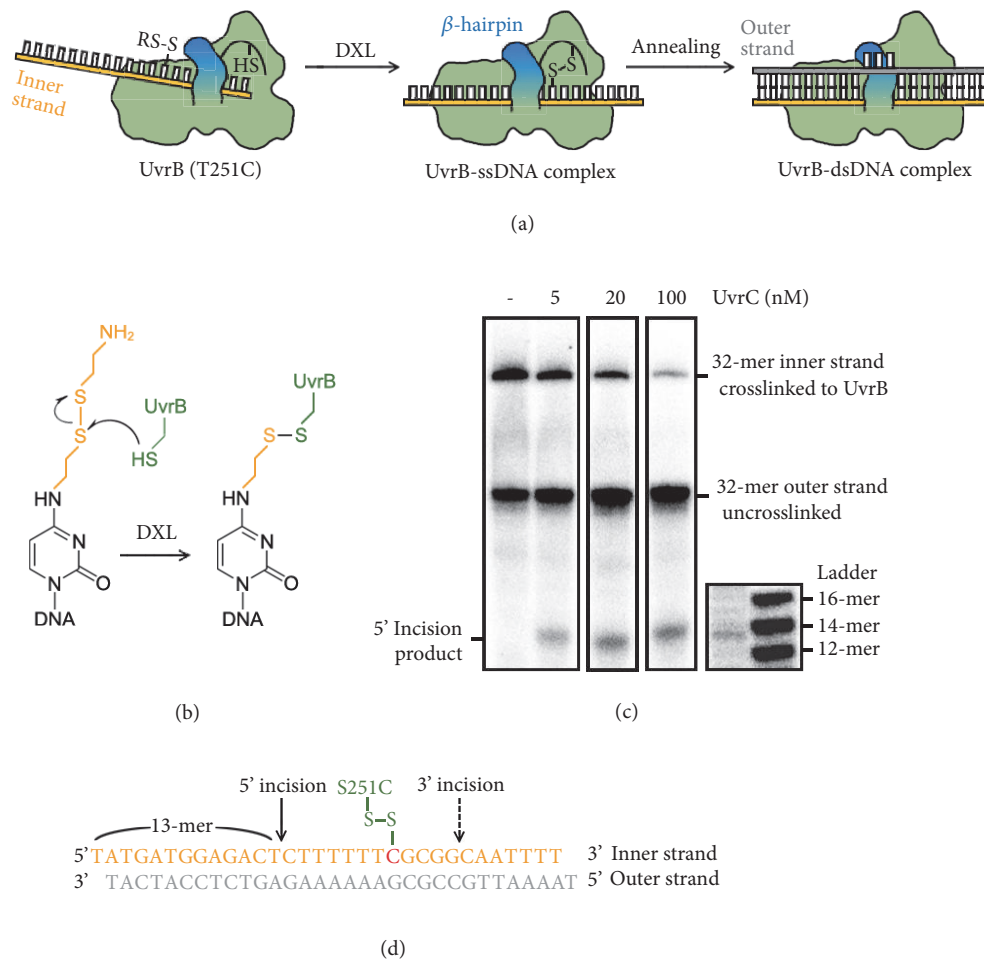 RS-S
HS
Inner
strand
UvrB (T251C)
DXL
β-hairpin
S-S
UvrB-ssDNA complex
Annealing
Outer
strand
UvrB-dsDNA complex
(a)
NH2
S
S
UvrB
HS
HN
N
N
O
DNA
DXL
UvrB
S–S
HN
N
N
O
DNA
(b)
- 5 20 100 UvrC (nM)
32-mer inner strand
crosslinked to UvrB
32-mer outer strand
uncrosslinked
5' Incision
product
Ladder
16-mer
14-mer
12-mer
(c)
5' incision
S251C
3' incision
S–S
13-mer
5' TATGATGGAGACTCTTTTTTCGCGGCAATTTT 3' Inner strand
3' TACTACCTCTGAGAAAAAAGCGCCGTTAAAAT 5' Outer strand
(d)